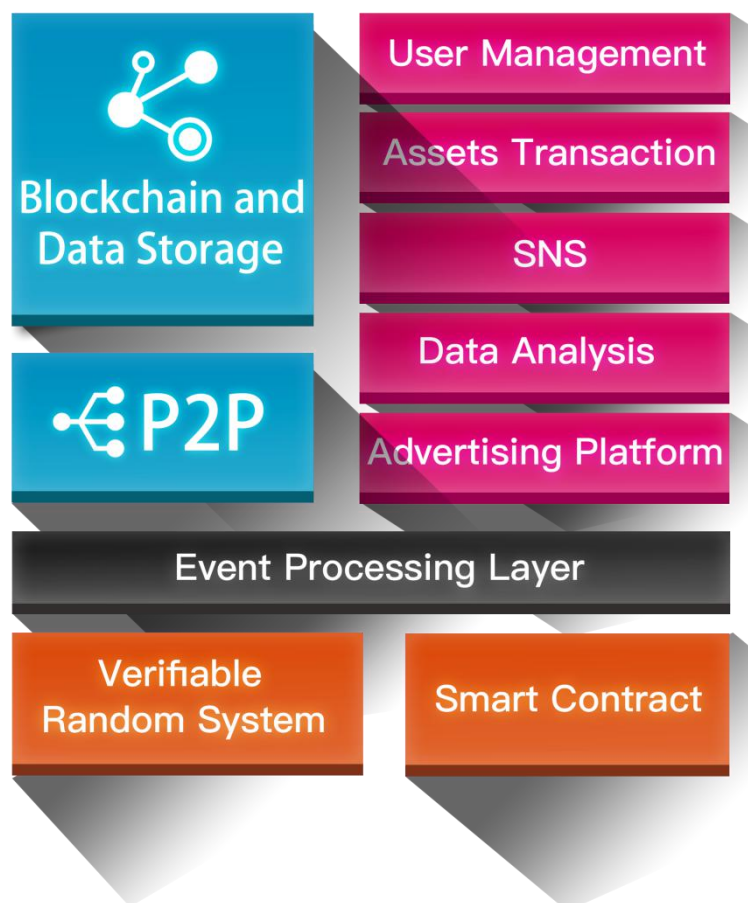 Blockchain and
Data Storage
P2P
User Management
Assets Transaction
SNS
Data Analysis
Advertising Platform
Event Processing Layer
Verifiable
Random System
Smart Contract